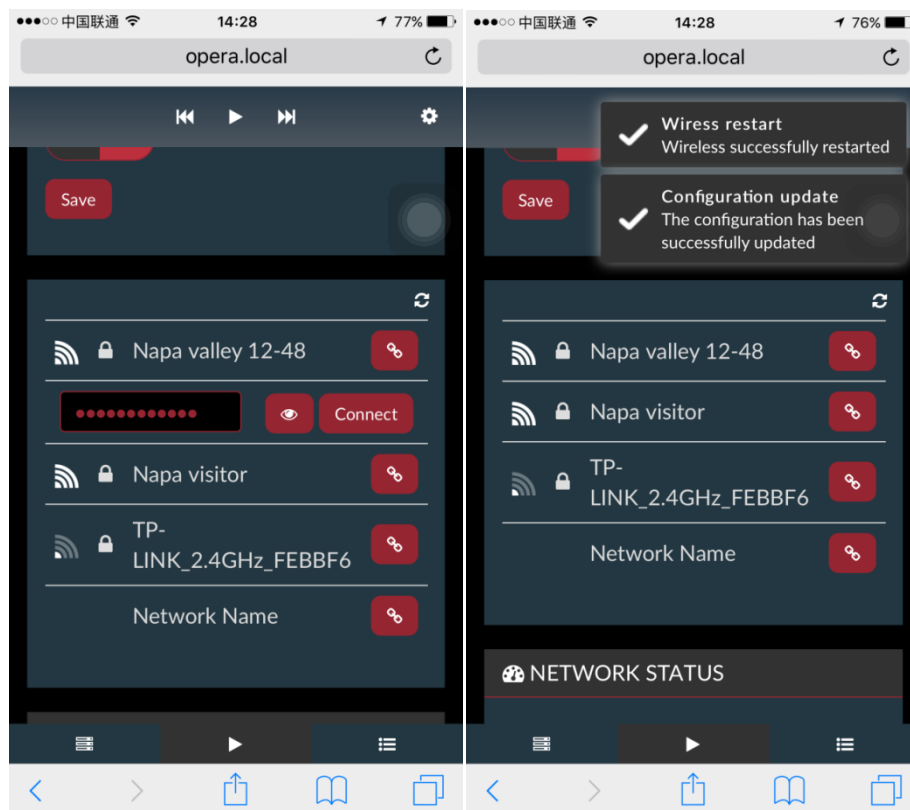 中国联通 14:28 77%
opera.local
Save
Napa valley 12-48
Connect
Napa visitor
TP-
LINK_2.4GHz_FEBBF6
Network Name
中国联通 14:28 76%
opera.local
Wiress restart
Wireless successfully restarted
Save
Configuration update
The configuration has been
successfully updated
Napa valley 12-48
Napa visitor
TP-
LINK_2.4GHz_FEBBF6
Network Name
NETWORK STATUS